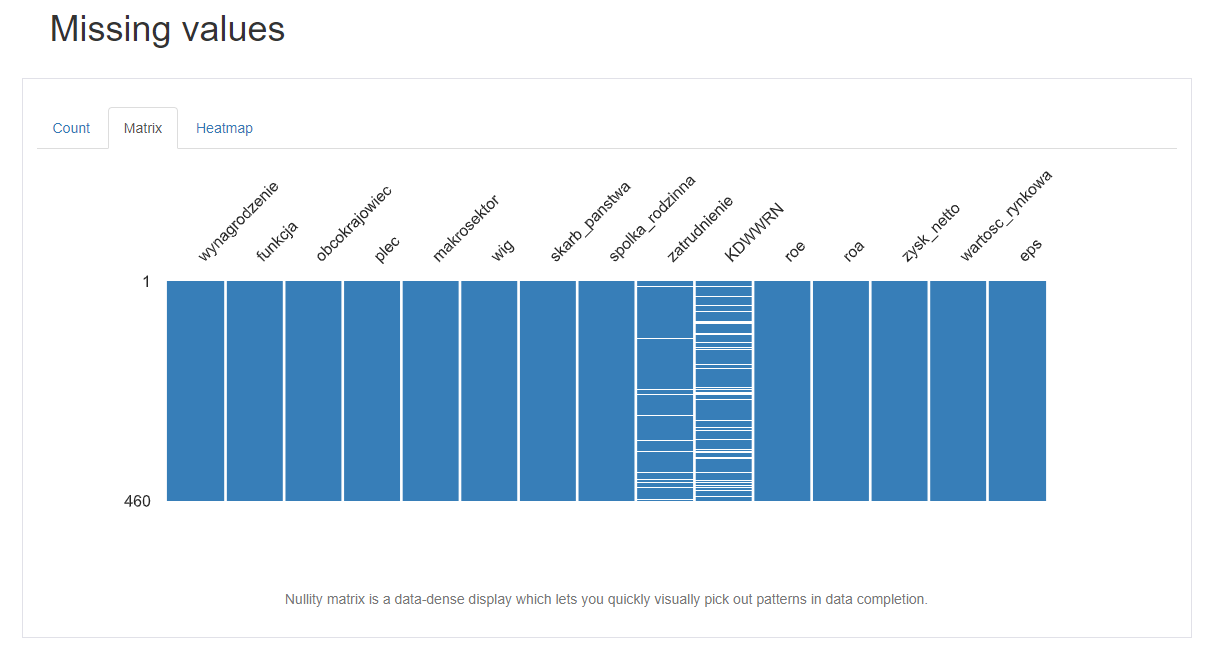 Missing values
Count Matrix Heatmap
wynagrodzenie funkcja obcokrajowiec plec makrosektor wig skarb_panstwa spolka_rodzinna zatrudnienie KDWWRN roe roa zysk_netto wartosc_rynkowa eps
1
460
Nullity matrix is a data-dense display which lets you quickly visually pick out patterns in data completion.